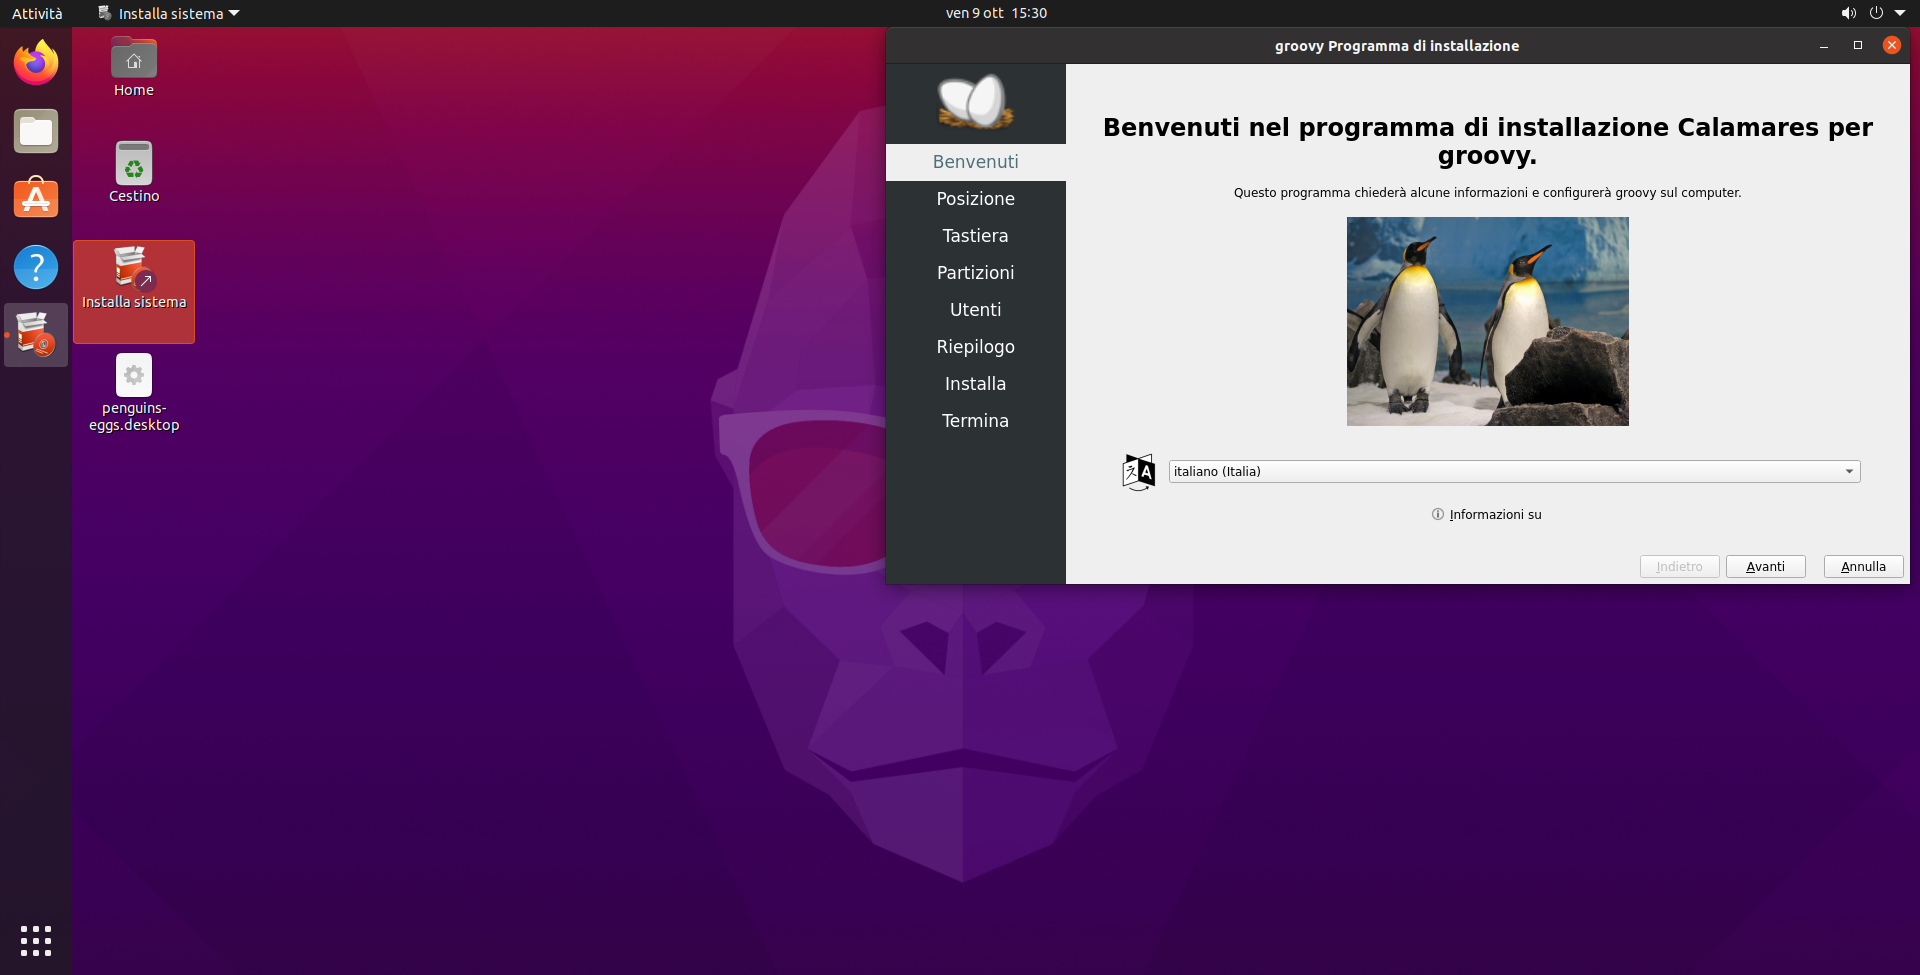 Attività
Installa sistema
ven 9 ott 15:30
Home
Cestino
Installa sistema
penguins-
eggs.desktop
groovy Programma di installazione
Benvenuti
Posizione
Tastiera
Partizioni
Utenti
Riepilogo
Installa
Termina
Benvenuti nel programma di installazione Calamares per
groovy.
Questo programma chiederà alcune informazioni e configurerà groovy sul computer.
italiano (Italia)
Informazioni su
Indietro
Avanti
Annulla